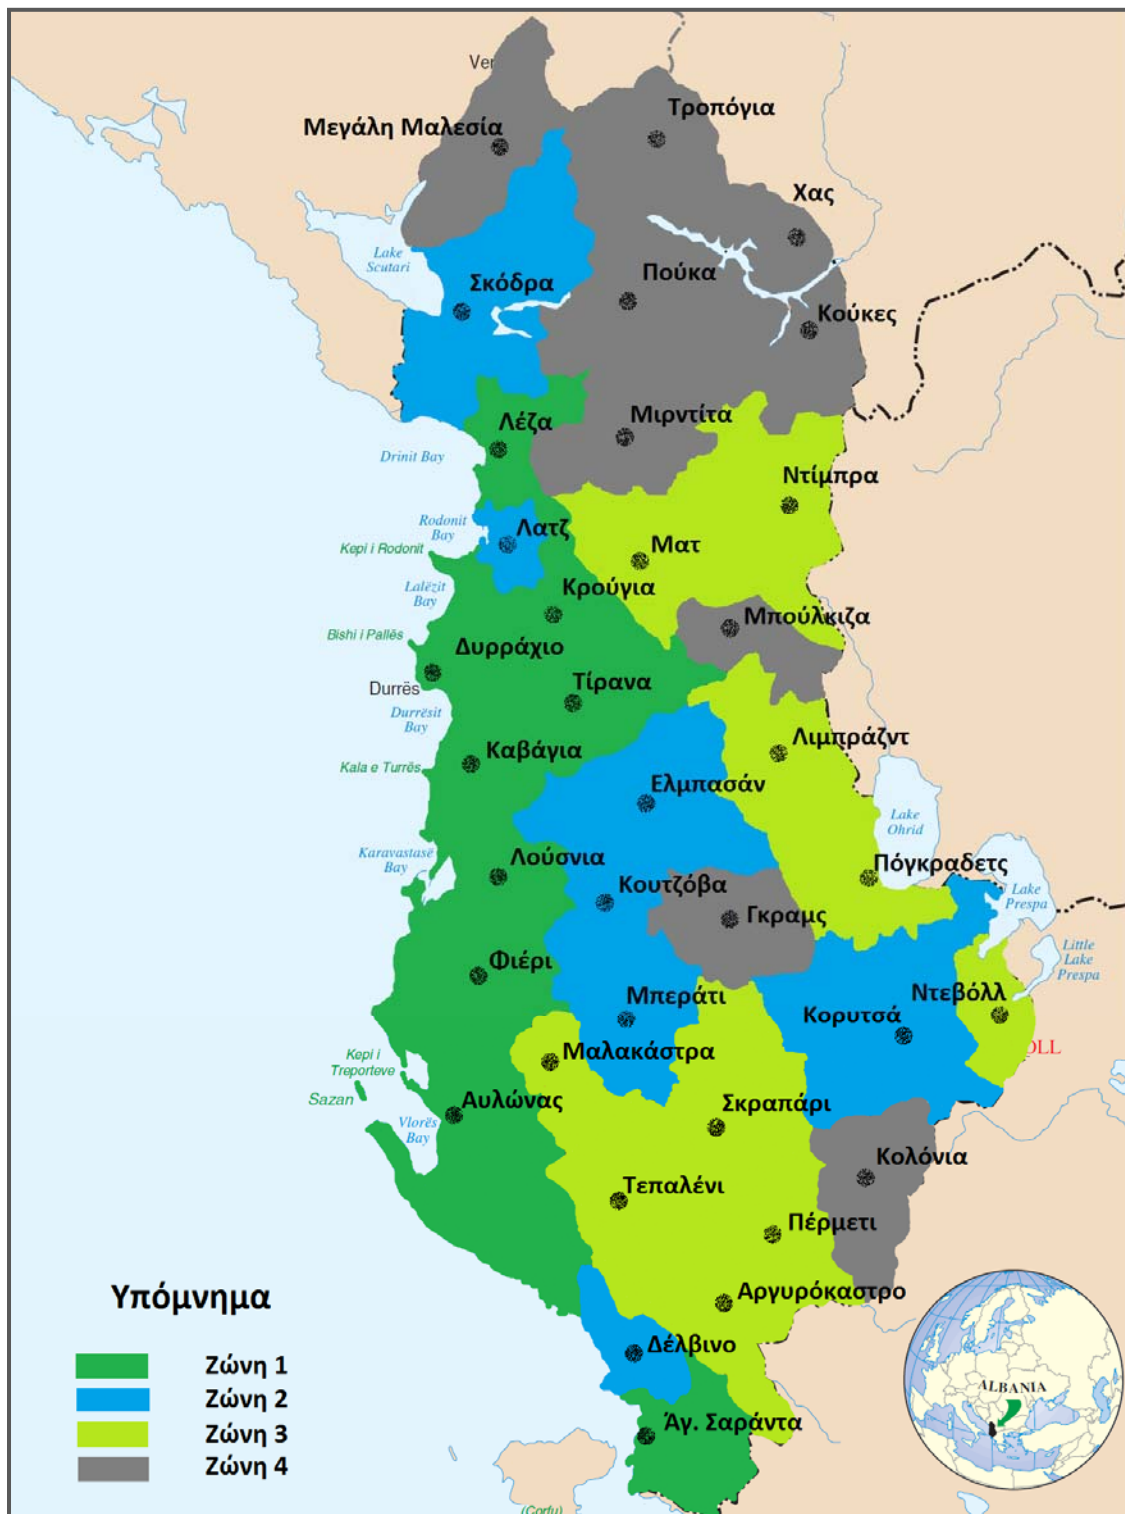 Ver
Μεγάλη Μαλεσία
Τροπόγια
Χας
Lake
Scutari
Σκόδρα
Πούκα
Κούκες
Λέζα
Μιρντίτα
Drinit Bay
Ντίμπρα
Rodonit
Bay
Λατζ
Kepi i Rodonit
Ματ
Lalëzit
Bay
Κρούγια
Μπούλκιζα
Bishi i Pallës
Δυρράχιο
Durrës
Τίρανα
Durrësit
Bay
Λιμπράζντ
Καβάγια
Kala e Turrës
Ελμπασάν
Lake
Ohrid
Karavastasë
Bay
Λούσνια
Πόγκραδετς
Κουτζόβα
Lake
Prespa
Γκραμς
Little
Lake
Prespa
Φιέρι
Ντεβόλλ
Μπεράτι
Κορυτσά
OLL
Kepi i
Treporteve
Μαλακάστρα
Sazan
Αυλώνας
Σκραπάρι
Vlorës
Bay
Κολόνια
Τεπαλένι
Πέρμετι
Αργυρόκαστρο
Υπόμνημα
Δέλβινο
Ζώνη 1
Ζώνη 2
Ζώνη 3
Ζώνη 4
ALBANIA
Άγ. Σαράντα
(Corfu)